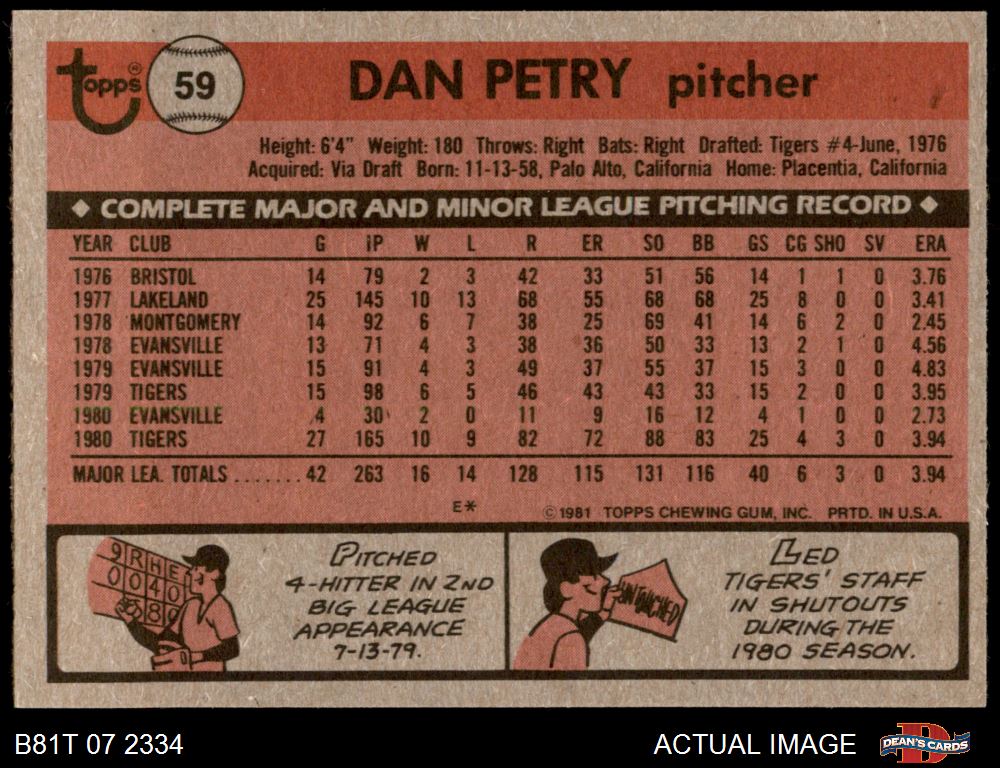 topps® 59 DAN PETRY pitcher
Height: 6'4" Weight: 180 Throws: Right Bats: Right Drafted: Tigers #4-June, 1976
Acquired: Via Draft Born: 11-13-58, Palo Alto, California Home: Placentia, California
◆ COMPLETE MAJOR AND MINOR LEAGUE PITCHING RECORD ◆
YEAR CLUB G IP W L R ER SO BB GS CG SHO SV ERA
1976 BRISTOL 14 79 2 3 42 33 51 56 14 1 1 0 3.76
1977 LAKELAND 25 145 10 13 68 55 68 68 25 8 0 0 3.41
1978 MONTGOMERY 14 92 6 7 38 25 69 41 14 6 2 0 2.45
1978 EVANSVILLE 13 71 4 3 38 36 50 33 13 2 1 0 4.56
1979 EVANSVILLE 15 91 4 3 49 37 55 37 15 3 0 0 4.83
1979 TIGERS 15 98 6 5 46 43 43 33 15 2 0 0 3.95
1980 EVANSVILLE 4 30 2 0 11 9 16 12 4 1 0 0 2.73
1980 TIGERS 27 165 10 9 82 72 88 83 25 4 3 0 3.94
MAJOR LEA. TOTALS .......42 263 16 14 128 115 131 116 40 6 3 0 3.94
E* ©1981 TOPPS CHEWING GUM, INC. PRTD. IN U.S.A.
9 R H E
0 0 4 0
8 0
PITCHED
4-HITTER IN 2ND
BIG LEAGUE
APPEARANCE
7-13-79.
UNTOUCHED
LED
TIGERS' STAFF
IN SHUTOUTS
DURING THE
1980 SEASON.
B81T 07 2334 ACTUAL IMAGE DEAN'S CARDS